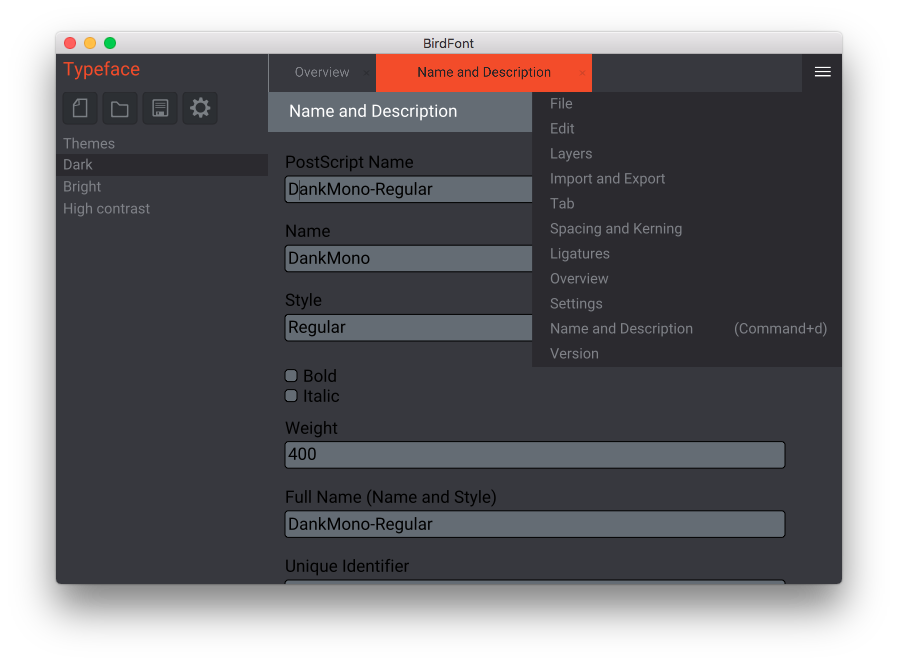 BirdFont
Typeface
Overview ×
Name and Description ×
Themes
Dark
Bright
High contrast
Name and Description
PostScript Name
DankMono-Regular
Name
DankMono
Style
Regular
Bold
Italic
Weight
400
Full Name (Name and Style)
DankMono-Regular
Unique Identifier
File
Edit
Layers
Import and Export
Tab
Spacing and Kerning
Ligatures
Overview
Settings
Name and Description (Command+d)
Version